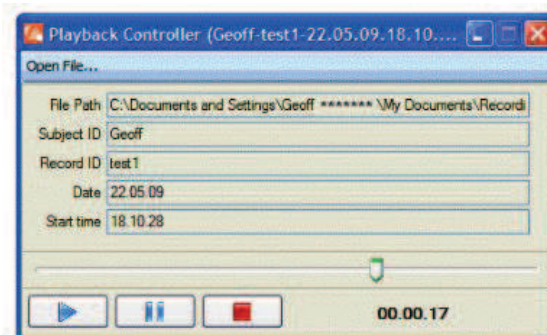 Playback Controller (Geoff-test1-22.05.09.18.10....
Open File...
File Path C:\Documents and Settings\Geoff ******* \My Documents\Recordi
Subject ID Geoff
Record ID test1
Date 22.05.09
Start time 18.10.28
00.00.17